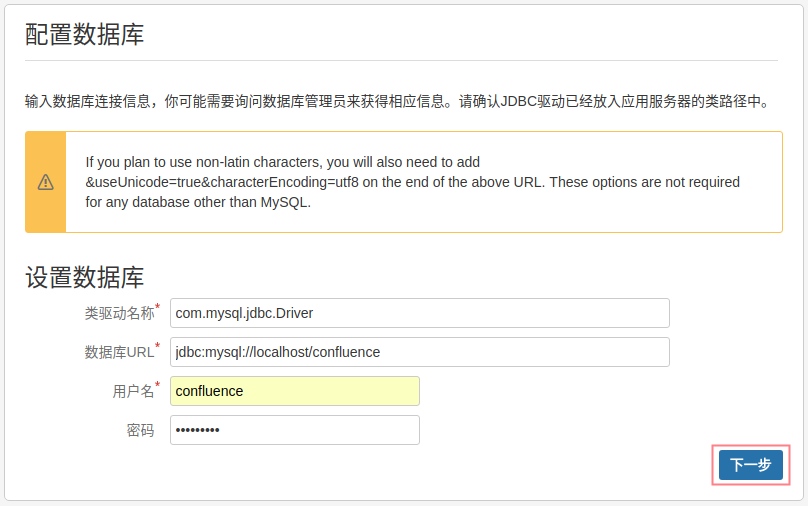 配置数据库
输入数据库连接信息，你可能需要询问数据库管理员来获得相应信息。请确认JDBC驱动已经放入应用服务器的类路径中。
If you plan to use non-latin characters, you will also need to add
&useUnicode=true&characterEncoding=utf8 on the end of the above URL. These options are not required
for any database other than MySQL.
设置数据库
类驱动名称* com.mysql.jdbc.Driver
数据库URL* jdbc:mysql://localhost/confluence
用户名* confluence
密码 •••••••••
下一步